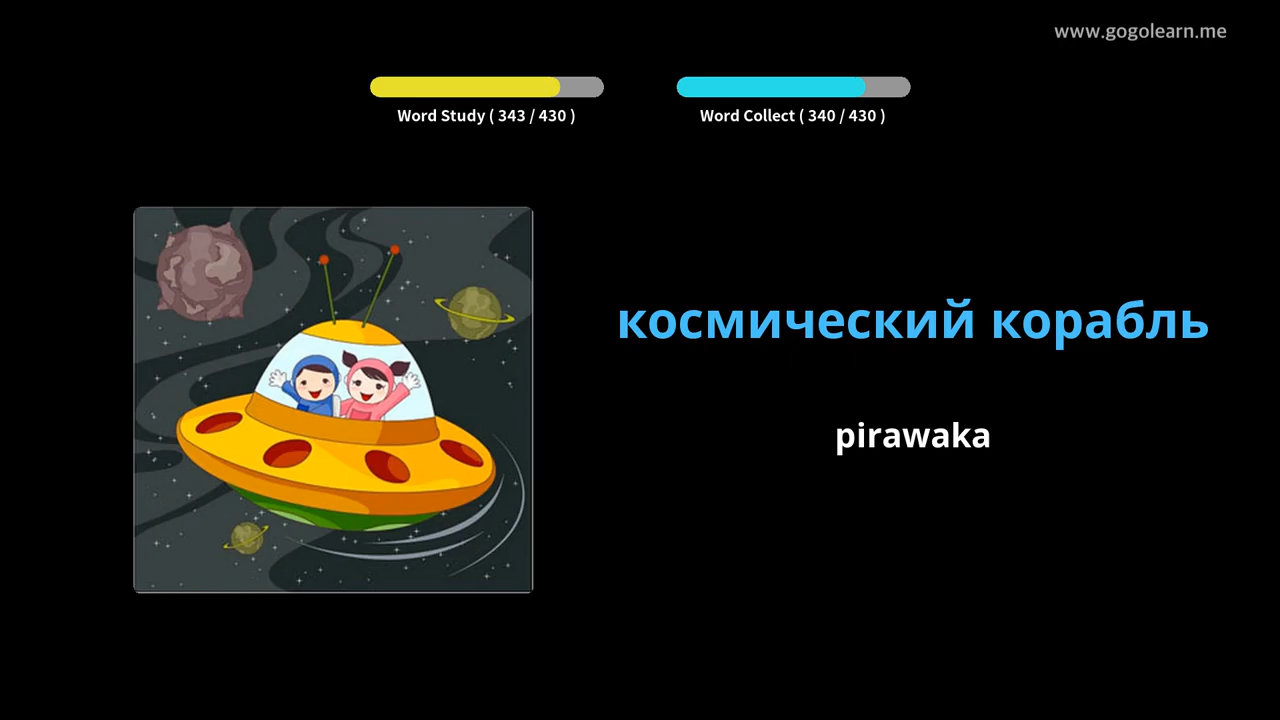 www.gogolearn.me
Word Study ( 343 / 430 )
Word Collect ( 340 / 430 )
космический корабль
pirawaka